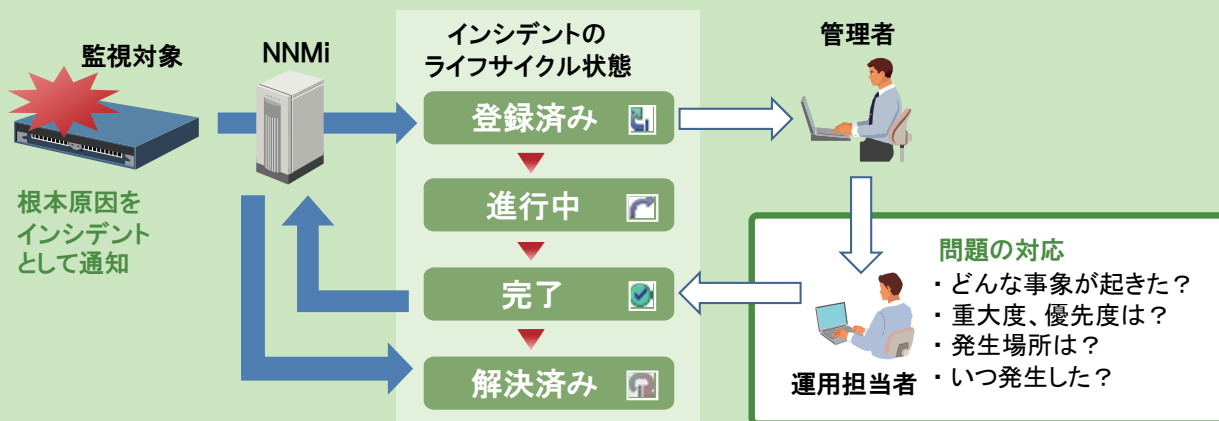 監視対象
NNMi
インシデントの
ライフサイクル状態
管理者
登録済み
進行中
完了
解決済み
根本原因を
インシデント
として通知
問題の対応
・どんな事象が起きた?
・重大度、優先度は?
・発生場所は?
・いつ発生した?
運用担当者